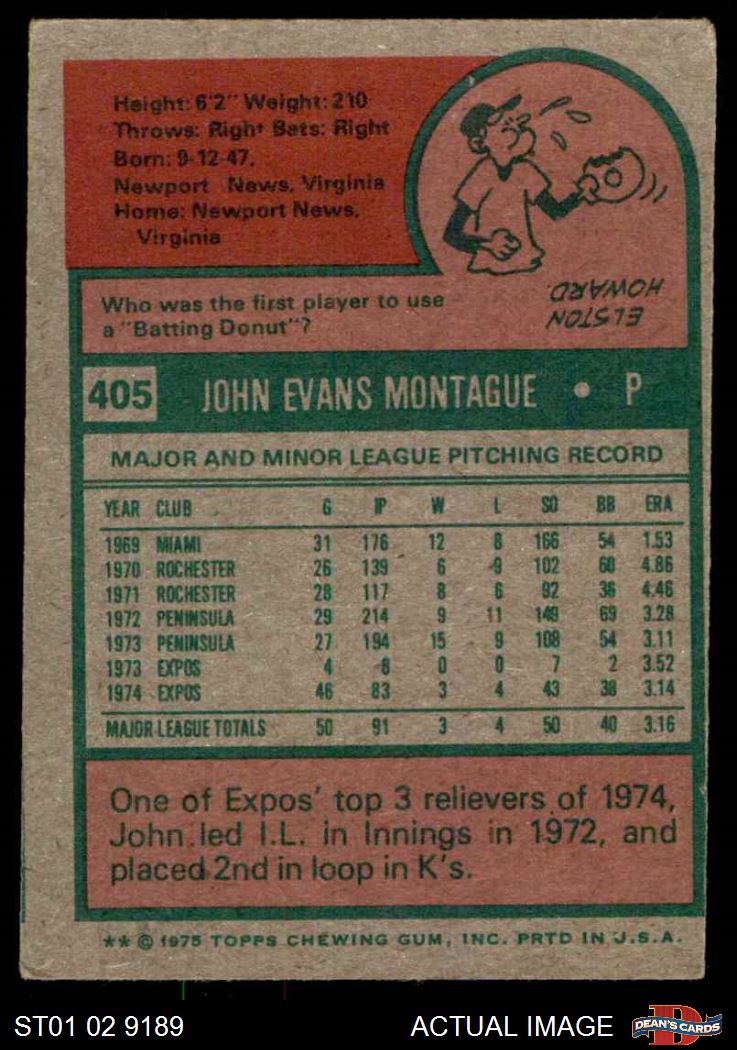 Height: 6'2" Weight: 210
Throws: Right Bats: Right
Born: 9-12-47,
Newport News, Virginia
Home: Newport News,
Virginia
Who was the first player to use
a "Batting Donut"?
ELSTON
HOWARD
405 JOHN EVANS MONTAGUE • P
MAJOR AND MINOR LEAGUE PITCHING RECORD
YEAR CLUB G IP W L SO BB ERA
1969 MIAMI 31 176 12 8 166 54 1.53
1970 ROCHESTER 26 139 6 9 102 60 4.86
1971 ROCHESTER 28 117 8 6 92 36 4.46
1972 PENINSULA 29 214 9 11 149 69 3.28
1973 PENINSULA 27 194 15 9 108 54 3.11
1973 EXPOS 4 8 0 0 7 2 3.52
1974 EXPOS 46 83 3 4 43 38 3.14
MAJOR LEAGUE TOTALS 50 91 3 4 50 40 3.16
One of Expos' top 3 relievers of 1974,
John led I.L. in Innings in 1972, and
placed 2nd in loop in K's.
** © 1975 TOPPS CHEWING GUM, INC. PRTD IN U.S.A.
ST01 02 9189 ACTUAL IMAGE DEAN'S CARDS